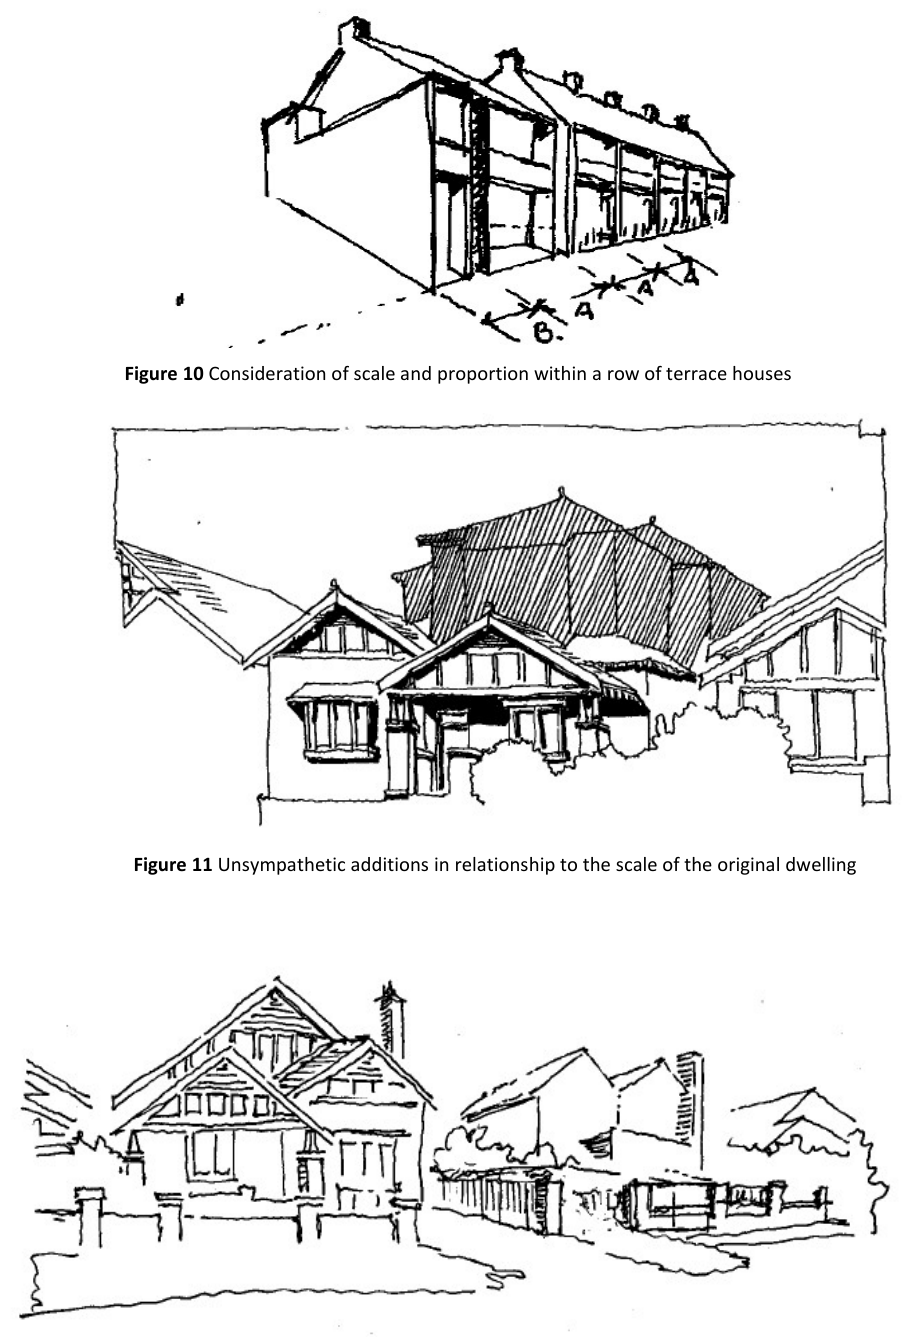 A
A
A
B.
Figure 10 Consideration of scale and proportion within a row of terrace houses
Figure 11 Unsympathetic additions in relationship to the scale of the original dwelling